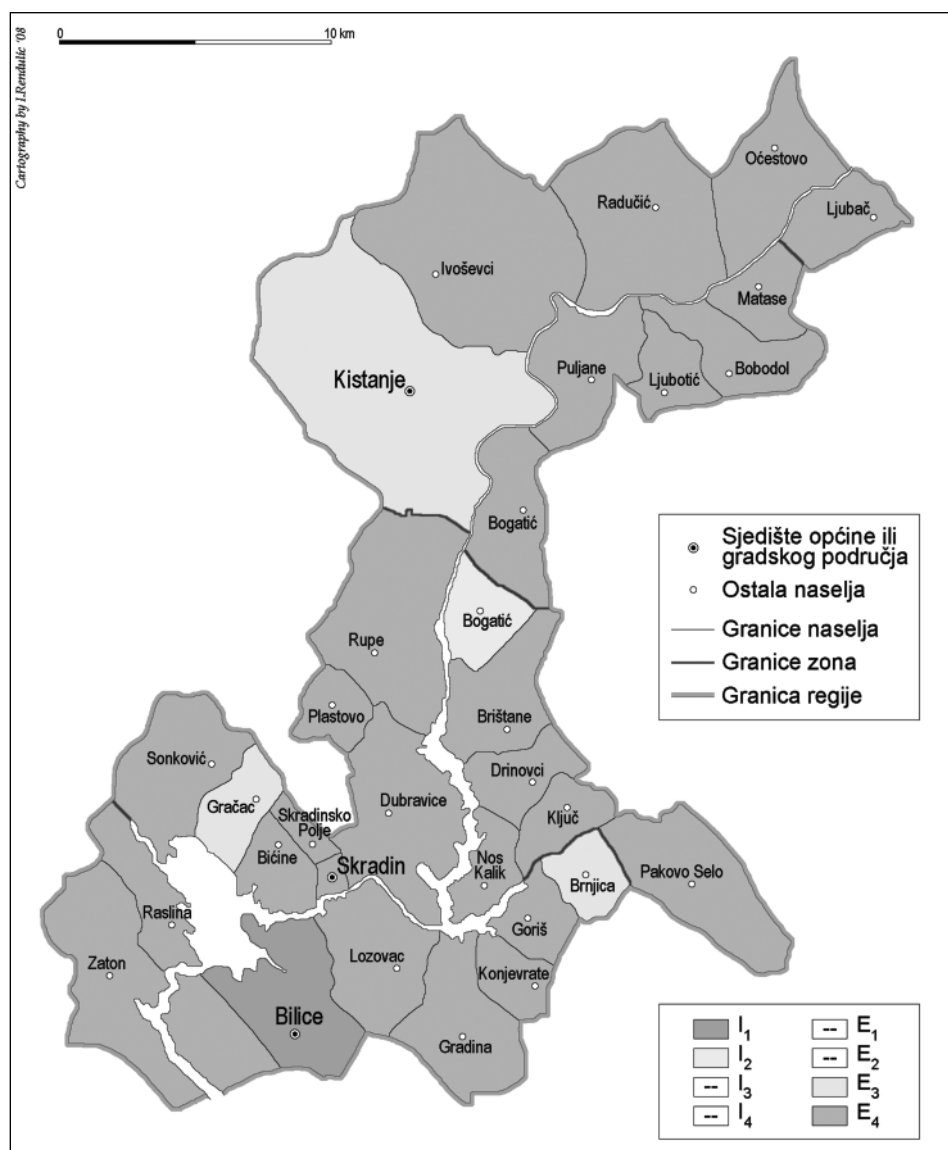 Cartography by I.Rendulic '08
0 10 km
Oćestovo
Ljubač
Radučić
Ivoševci
Matase
Kistanje
Puljane
Ljubotić
Bobodol
Bogatić
Sjedište općine ili
gradskog područja
Ostala naselja
Granice naselja
Granice zona
Granica regije
Bogatić
Rupe
Plastovo
Brištane
Sonković
Drinovci
Gračac
Skradinsko
Polje
Dubravice
Ključ
Bićine
Skradin
Nos
Kalik
Brnjica
Pakovo Selo
Raslina
Goriš
Zaton
Lozovac
Konjevrate
Bilice
Gradina
I₁
-- E₁
I₂
-- E₂
-- I₃
E₃
-- I₄
E₄